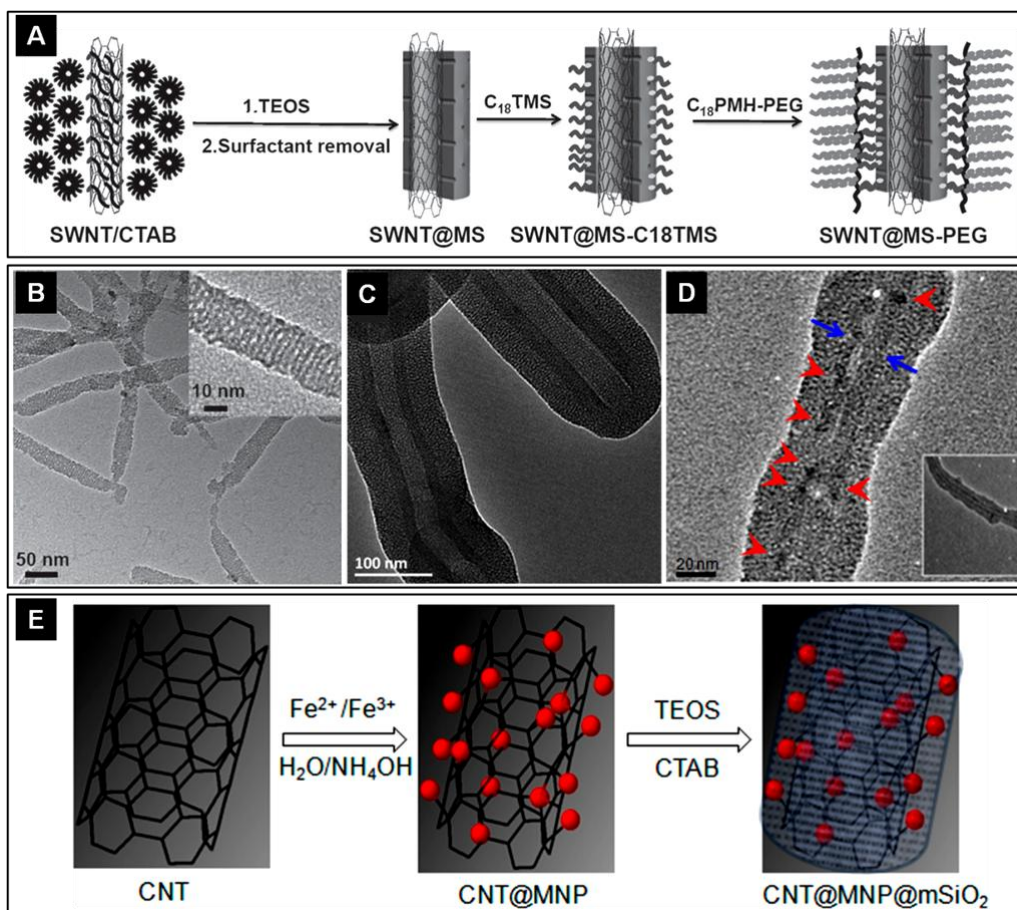 A
1.TEOS
2.Surfactant removal
C₁₈TMS
C₁₈PMH-PEG
SWNT/CTAB
SWNT@MS
SWNT@MS-C18TMS
SWNT@MS-PEG
B
10 nm
50 nm
C
100 nm
D
20 nm
E
Fe²⁺/Fe³⁺
H₂O/NH₄OH
TEOS
CTAB
CNT
CNT@MNP
CNT@MNP@mSiO₂